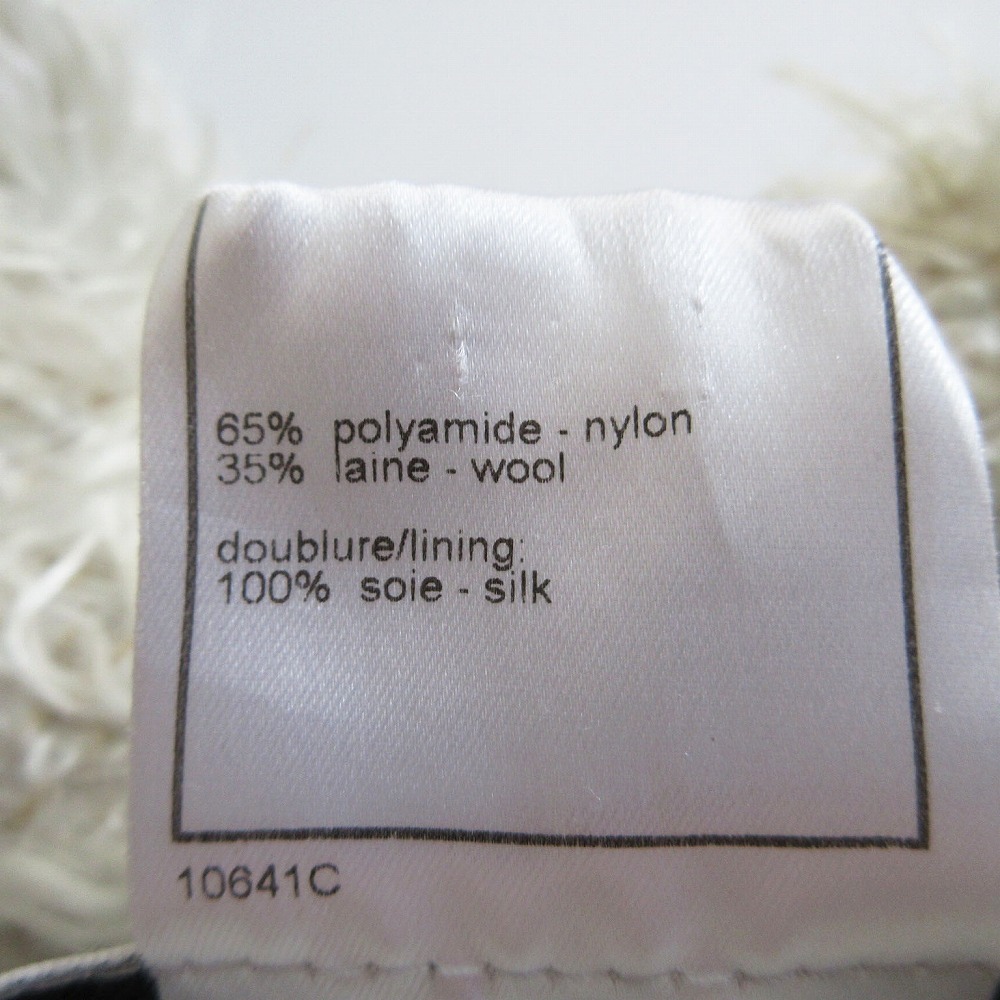 65% polyamide - nylon
35% laine - wool
doublure/lining:
100% soie - silk
10641C